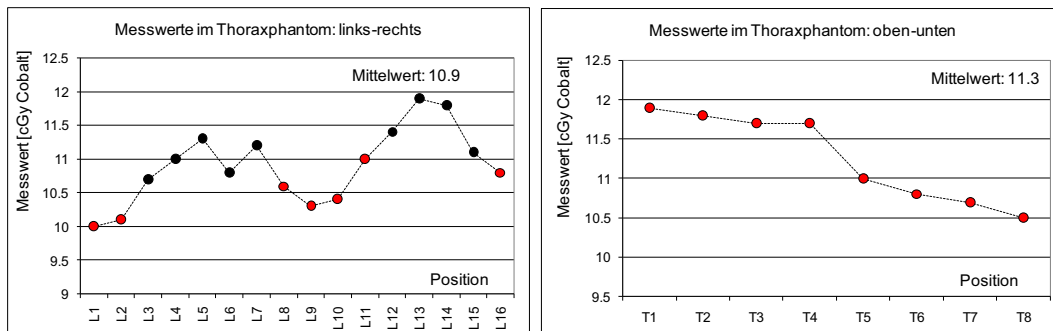 Messwerte im Thoraxphantom: links-rechts
Mittelwert: 10.9
Messwert [cGy Cobalt]
12.5
12
11.5
11
10.5
10
9.5
9
Position
L1 L2 L3 L4 L5 L6 L7 L8 L9 L10 L11 L12 L13 L14 L15 L16
Messwerte im Thoraxphantom: oben-unten
Mittelwert: 11.3
Messwert [cGy Cobalt]
12.5
12
11.5
11
10.5
10
9.5
Position
T1 T2 T3 T4 T5 T6 T7 T8